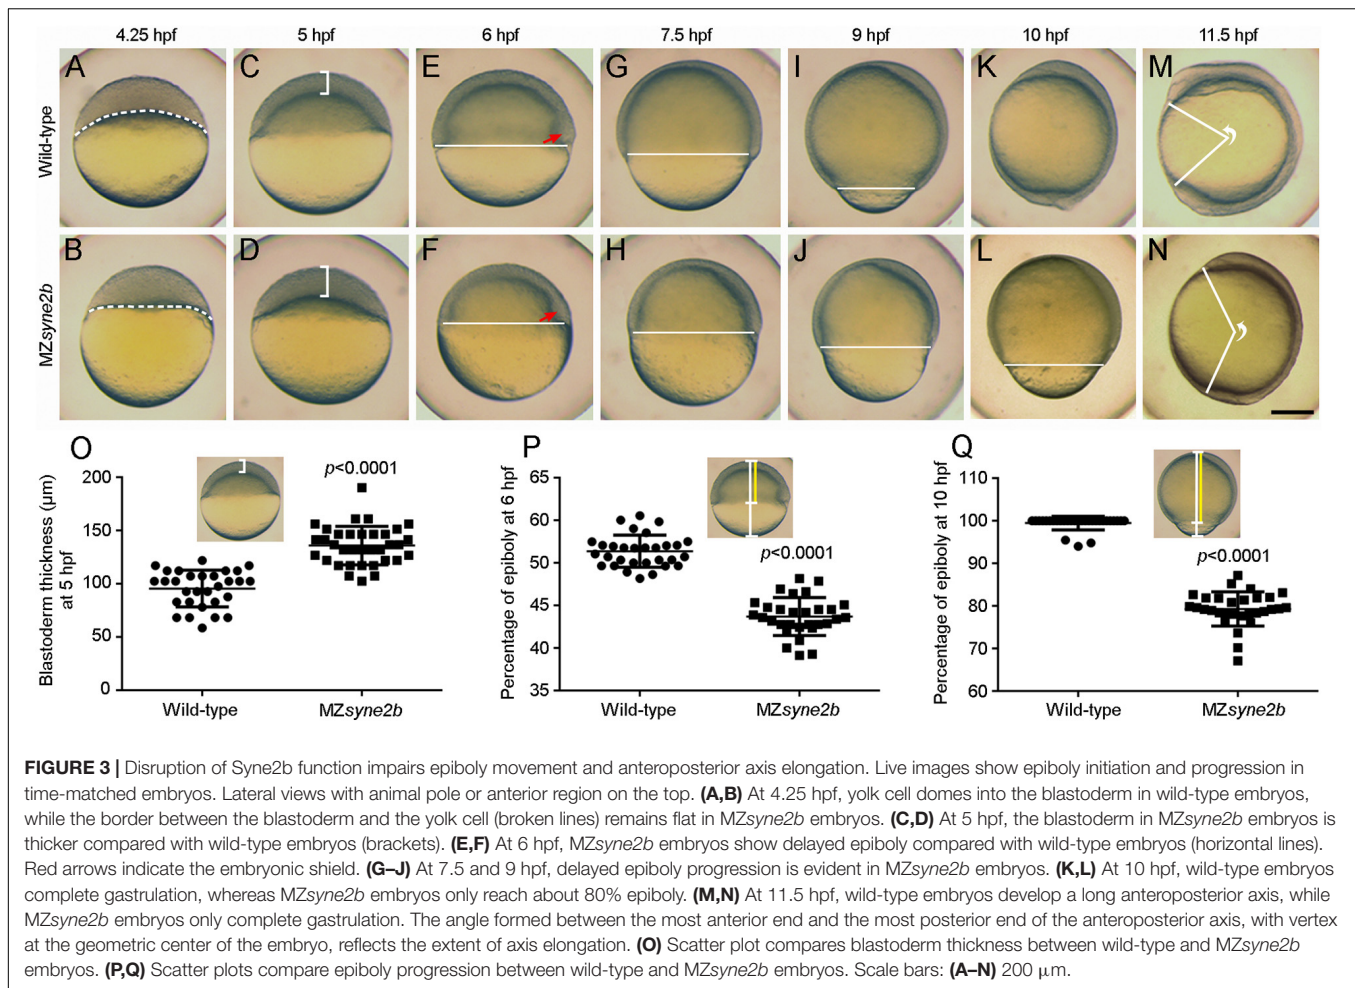 4.25 hpf 5 hpf 6 hpf 7.5 hpf 9 hpf 10 hpf 11.5 hpf
Wild-type
A C E G I K M
MZsyne2b
B D F H J L N
O
Blastoderm thickness (µm)
at 5 hpf
200
150
100
50
0
p<0.0001
Wild-type MZsyne2b
P
Percentage of epiboly at 6 hpf
65
60
55
50
45
40
35
p<0.0001
Wild-type MZsyne2b
Q
Percentage of epiboly at 10 hpf
110
100
90
80
70
60
p<0.0001
Wild-type MZsyne2b
FIGURE 3 | Disruption of Syne2b function impairs epiboly movement and anteroposterior axis elongation. Live images show epiboly initiation and progression in
time-matched embryos. Lateral views with animal pole or anterior region on the top. (A,B) At 4.25 hpf, yolk cell domes into the blastoderm in wild-type embryos,
while the border between the blastoderm and the yolk cell (broken lines) remains flat in MZsyne2b embryos. (C,D) At 5 hpf, the blastoderm in MZsyne2b embryos is
thicker compared with wild-type embryos (brackets). (E,F) At 6 hpf, MZsyne2b embryos show delayed epiboly compared with wild-type embryos (horizontal lines).
Red arrows indicate the embryonic shield. (G–J) At 7.5 and 9 hpf, delayed epiboly progression is evident in MZsyne2b embryos. (K,L) At 10 hpf, wild-type embryos
complete gastrulation, whereas MZsyne2b embryos only reach about 80% epiboly. (M,N) At 11.5 hpf, wild-type embryos develop a long anteroposterior axis, while
MZsyne2b embryos only complete gastrulation. The angle formed between the most anterior end and the most posterior end of the anteroposterior axis, with vertex
at the geometric center of the embryo, reflects the extent of axis elongation. (O) Scatter plot compares blastoderm thickness between wild-type and MZsyne2b
embryos. (P,Q) Scatter plots compare epiboly progression between wild-type and MZsyne2b embryos. Scale bars: (A–N) 200 µm.